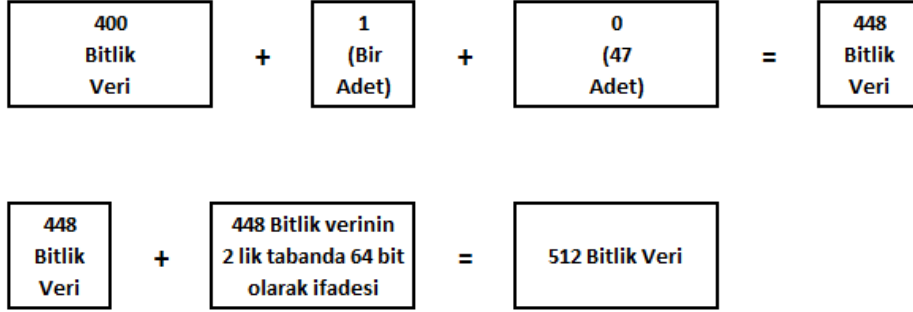 400 Bitlik Veri + 1 (Bir Adet) + 0 (47 Adet) = 448 Bitlik Veri
448 Bitlik Veri + 448 Bitlik verinin 2 lik tabanda 64 bit olarak ifadesi = 512 Bitlik Veri